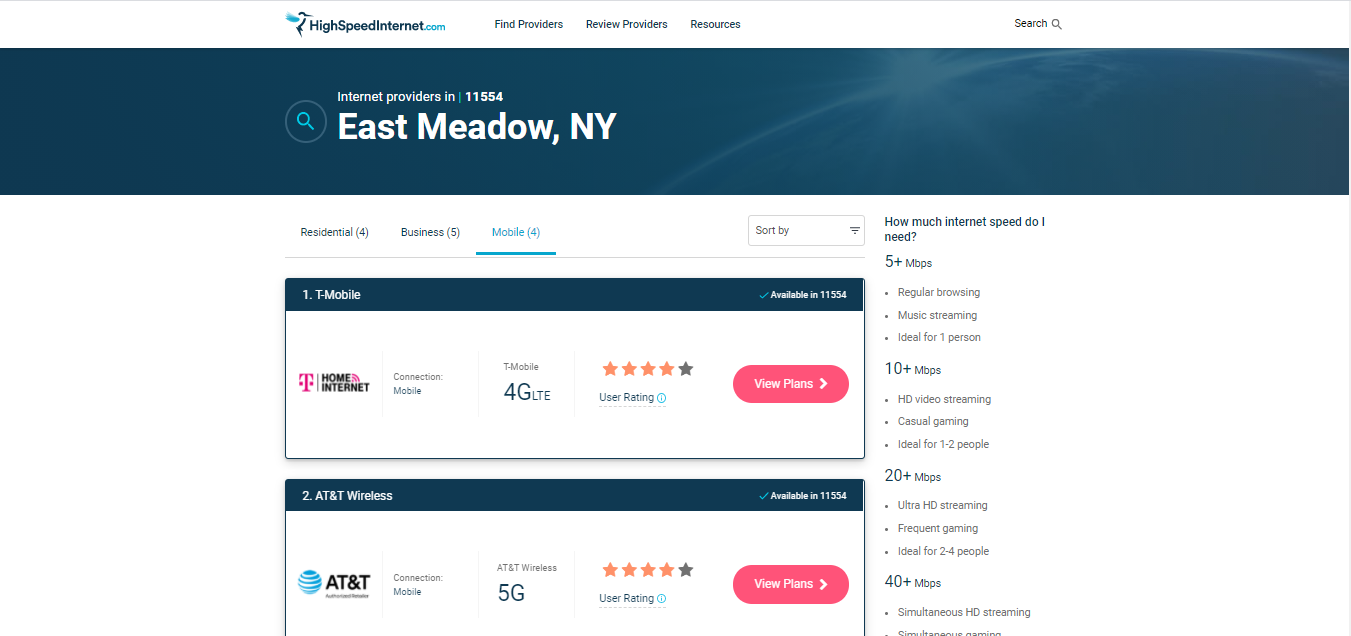 HighSpeedInternet.com
Find Providers
Review Providers
Resources
Search
Internet providers in | 11554
East Meadow, NY
Residential (4)
Business (5)
Mobile (4)
Sort by
1. T-Mobile
Available in 11554
T HOME INTERNET
Connection:
Mobile
T-Mobile
4GLTE
User Rating
View Plans
2. AT&T Wireless
Available in 11554
AT&T
Authorized Retailer
Connection:
Mobile
AT&T Wireless
5G
User Rating
View Plans
How much internet speed do I
need?
5+ Mbps
• Regular browsing
• Music streaming
• Ideal for 1 person
10+ Mbps
• HD video streaming
• Casual gaming
• Ideal for 1-2 people
20+ Mbps
• Ultra HD streaming
• Frequent gaming
• Ideal for 2-4 people
40+ Mbps
• Simultaneous HD streaming
• Simultaneous gaming